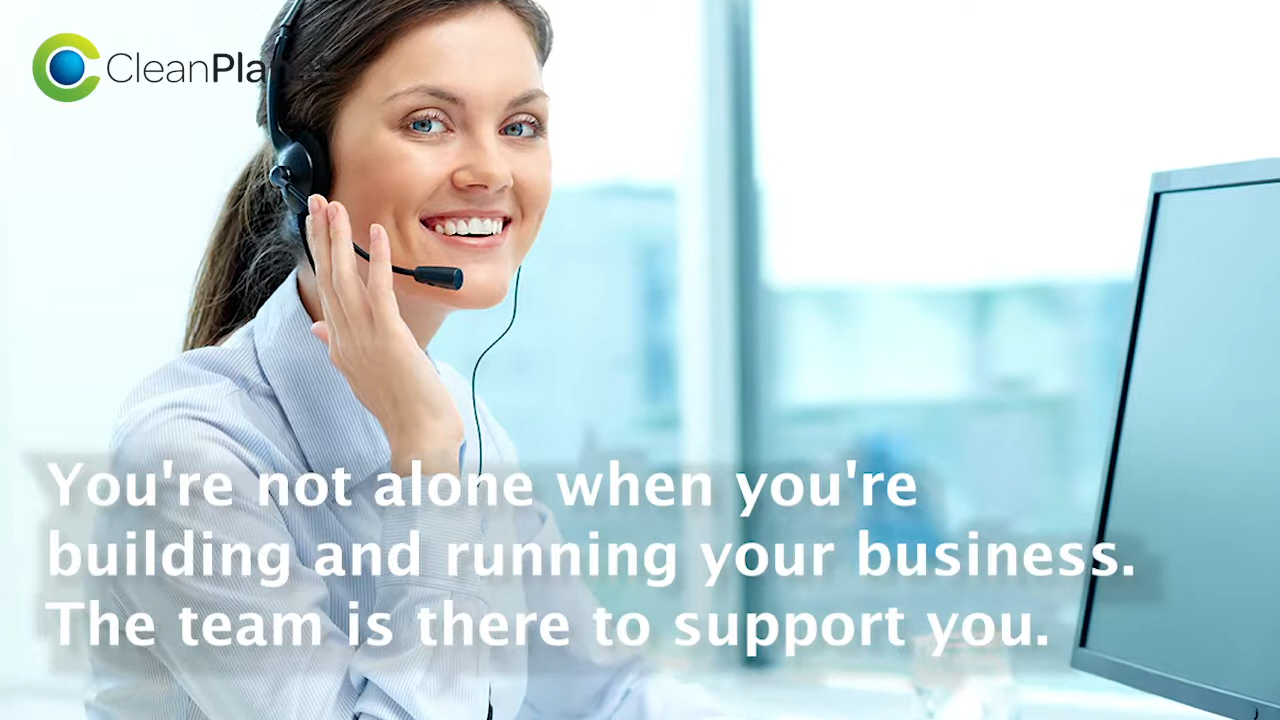 CleanPla
You're not alone when you're
building and running your business.
The team is there to support you.